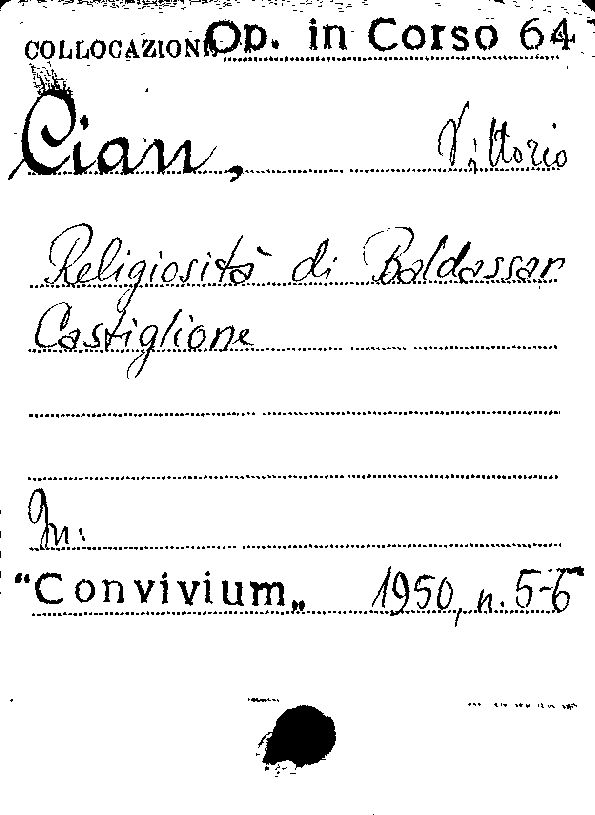 COLLOCAZIONE Op. in Corso 64
Cian, Vittorio
Religiosità di Baldassar
Castiglione
In:
"Convivium„ 1950, n. 5-6